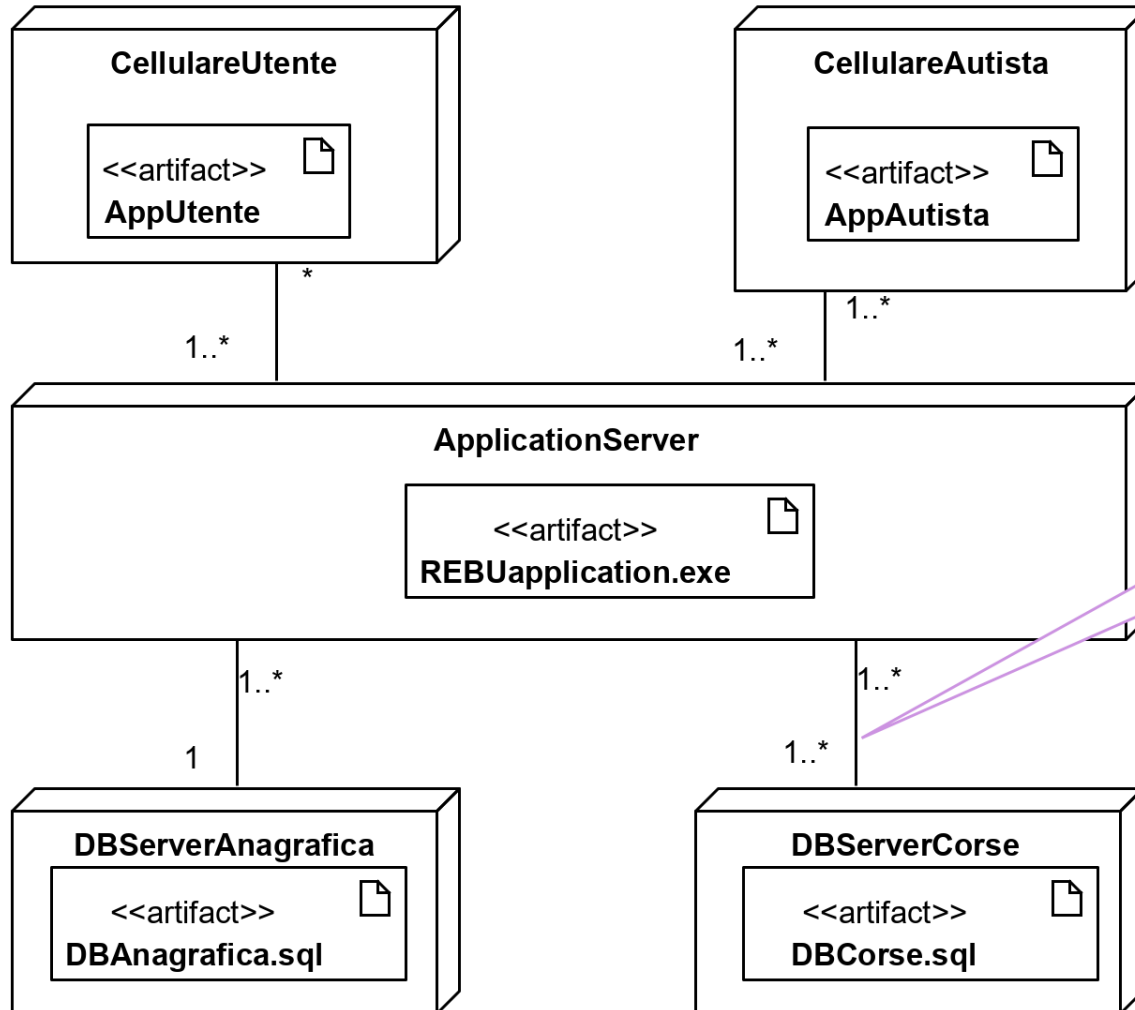 CellulareUtente
<<artifact>>
AppUtente
CellulareAutista
<<artifact>>
AppAutista
*
1..*
1..*
1..*
ApplicationServer
<<artifact>>
REBUapplication.exe
1..*
1
1..*
1..*
DBServerAnagrafica
<<artifact>>
DBAnagrafica.sql
DBServerCorse
<<artifact>>
DBCorse.sql